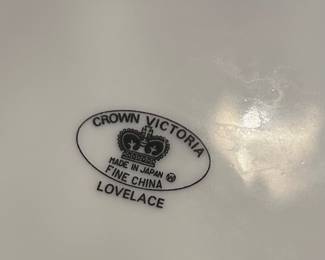 CROWN VICTORIA
MADE IN JAPAN
FINE CHINA
LOVELACE